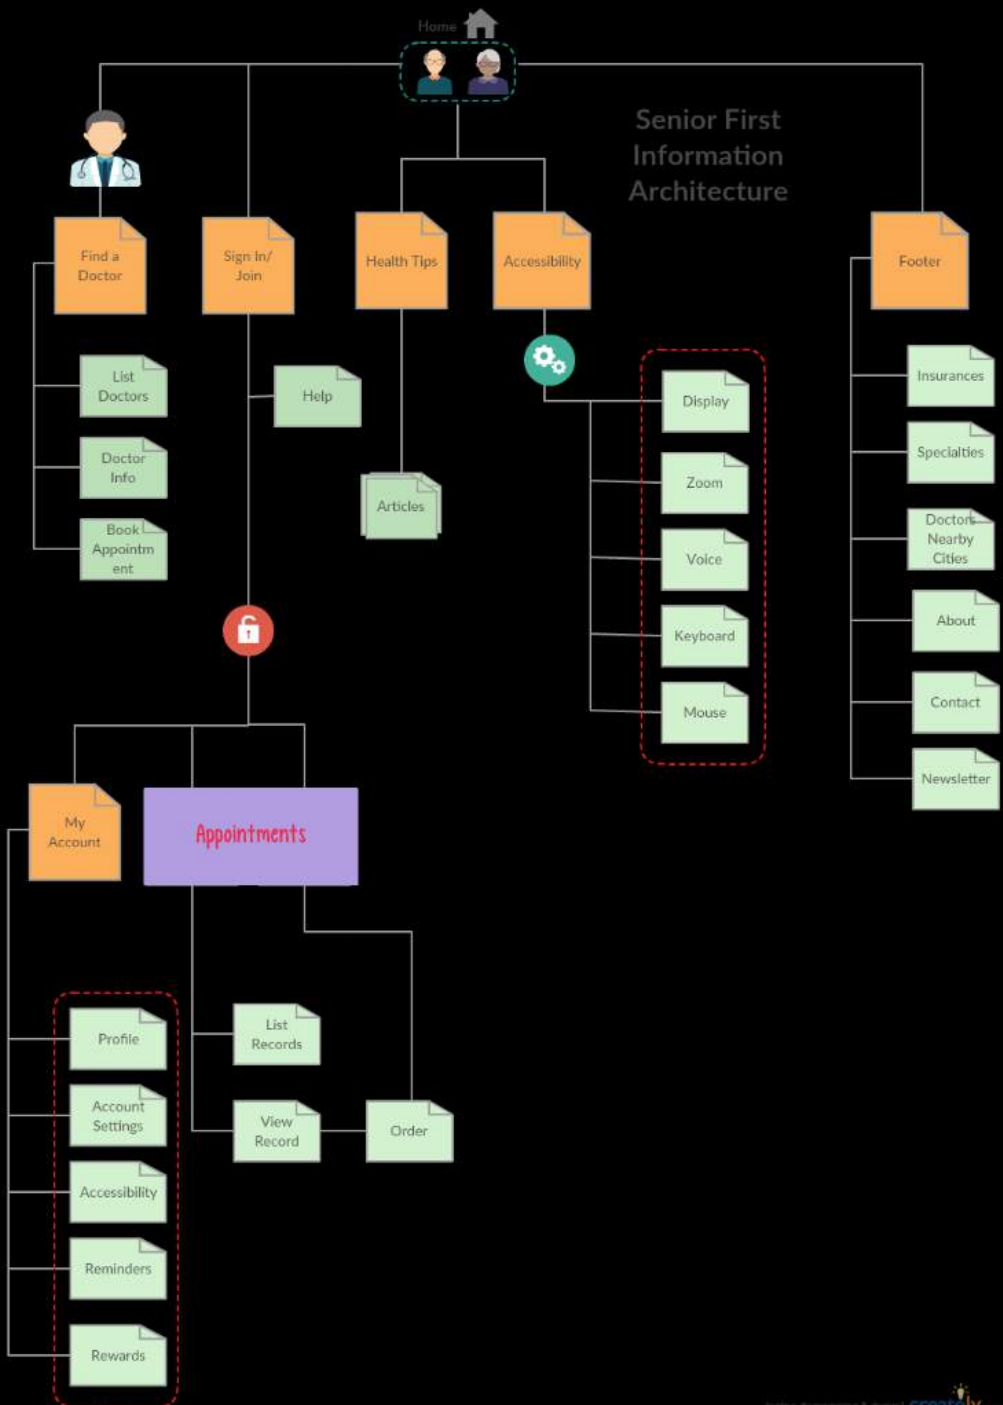 Home
Senior First
Information
Architecture
Find a
Doctor
Sign In/
Join
Health Tips
Accessibility
Footer
List
Doctors
Doctor
Info
Book
Appointm
ent
Help
Articles
Display
Zoom
Voice
Keyboard
Mouse
Insurances
Specialties
Doctors
Nearby
Cities
About
Contact
Newsletter
My
Account
Appointments
Profile
Account
Settings
Accessibility
Reminders
Rewards
List
Records
View
Record
Order
creately